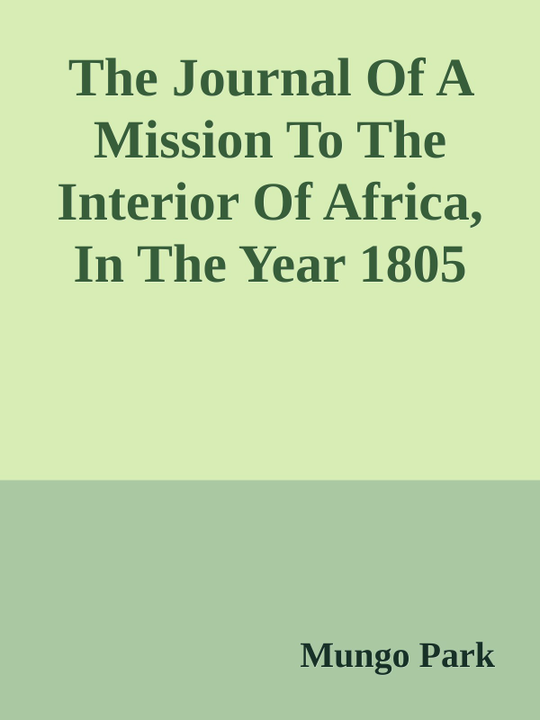 The Journal Of A
Mission To The
Interior Of Africa,
In The Year 1805
Mungo Park